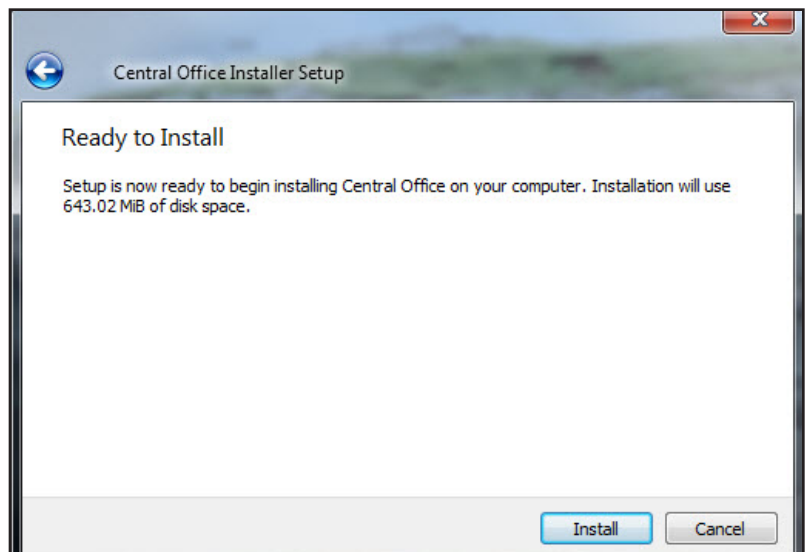 Central Office Installer Setup
Ready to Install
Setup is now ready to begin installing Central Office on your computer. Installation will use
643.02 MiB of disk space.
Install Cancel